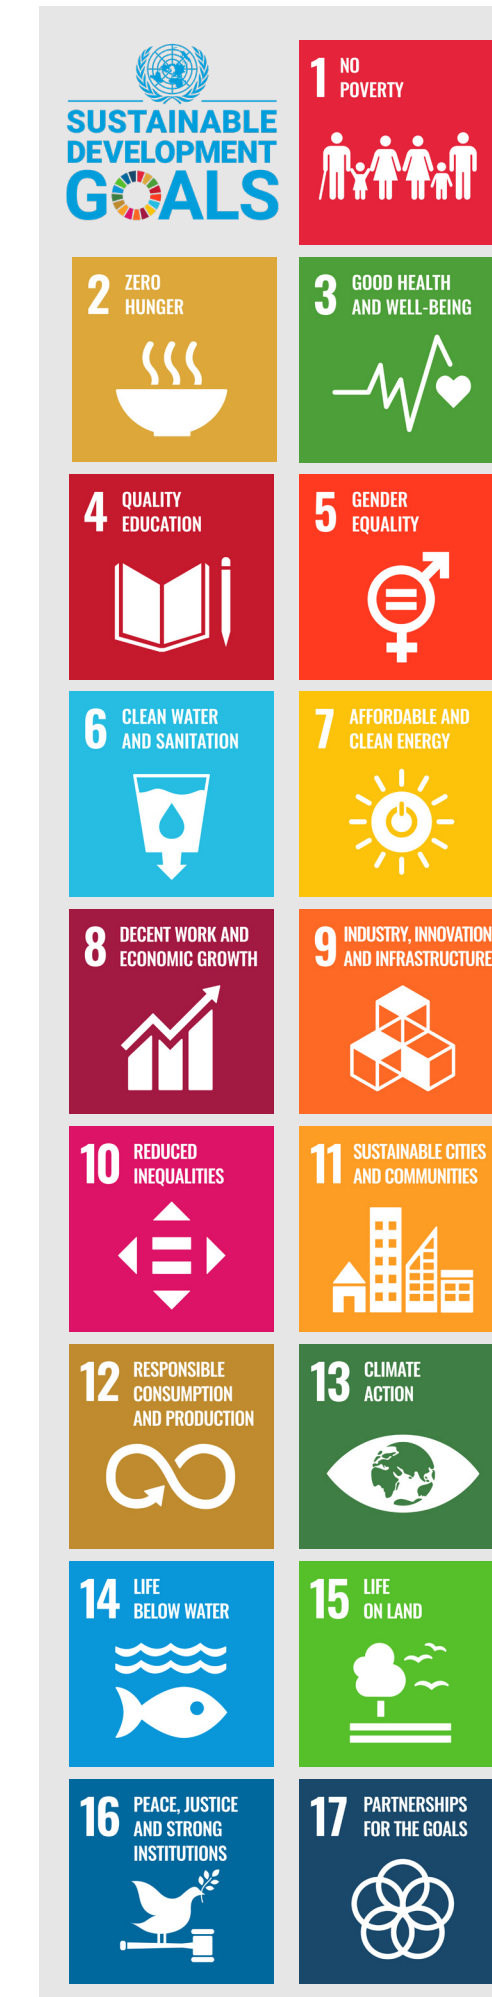 SUSTAINABLE
DEVELOPMENT
GOALS
1 NO
POVERTY
2 ZERO
HUNGER
3 GOOD HEALTH
AND WELL-BEING
4 QUALITY
EDUCATION
5 GENDER
EQUALITY
6 CLEAN WATER
AND SANITATION
7 AFFORDABLE AND
CLEAN ENERGY
8 DECENT WORK AND
ECONOMIC GROWTH
9 INDUSTRY, INNOVATION
AND INFRASTRUCTURE
10 REDUCED
INEQUALITIES
11 SUSTAINABLE CITIES
AND COMMUNITIES
12 RESPONSIBLE
CONSUMPTION
AND PRODUCTION
13 CLIMATE
ACTION
14 LIFE
BELOW WATER
15 LIFE
ON LAND
16 PEACE, JUSTICE
AND STRONG
INSTITUTIONS
17 PARTNERSHIPS
FOR THE GOALS